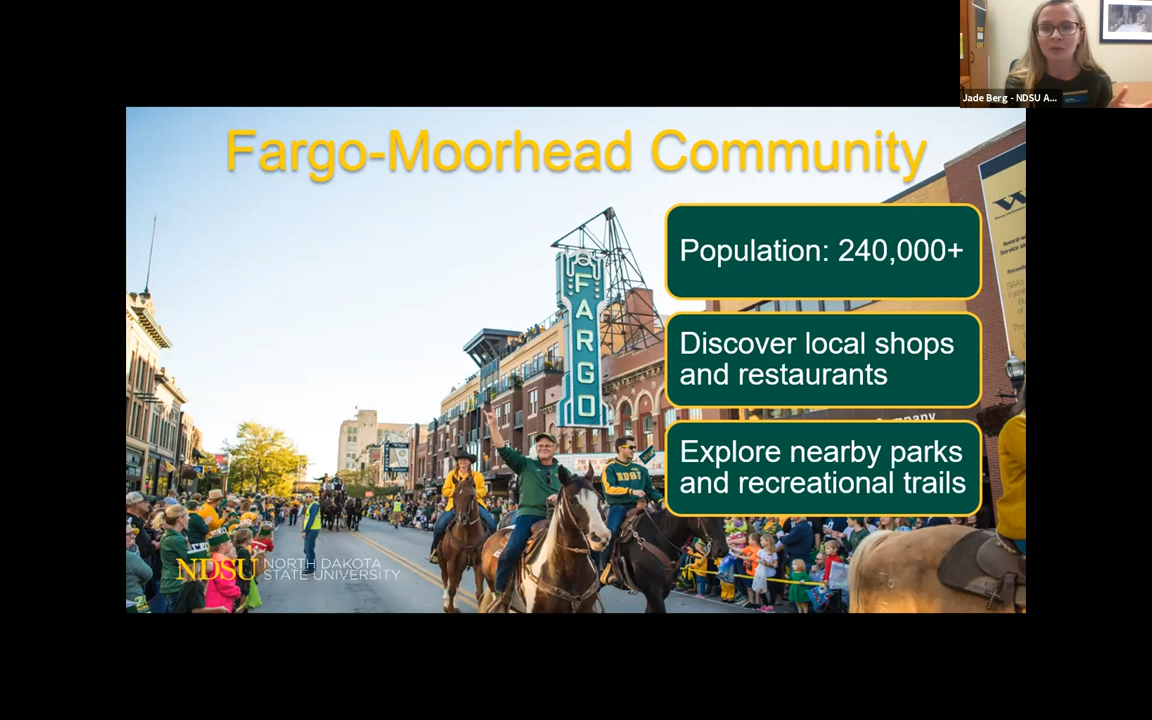 Jade Berg - NDSU A...
Fargo-Moorhead Community
Population: 240,000+
Discover local shops
and restaurants
Explore nearby parks
and recreational trails
FARGO
NDSU
NDSU NORTH DAKOTA
STATE UNIVERSITY